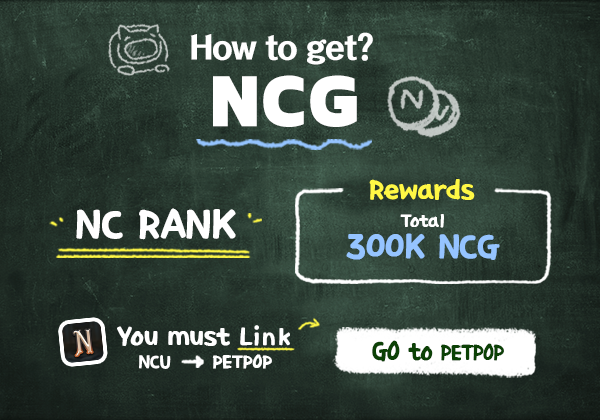 How to get?
NCG
N
NC RANK
Rewards
Total
300K NCG
N
You must Link
NCU → PETPOP
GO to PETPOP